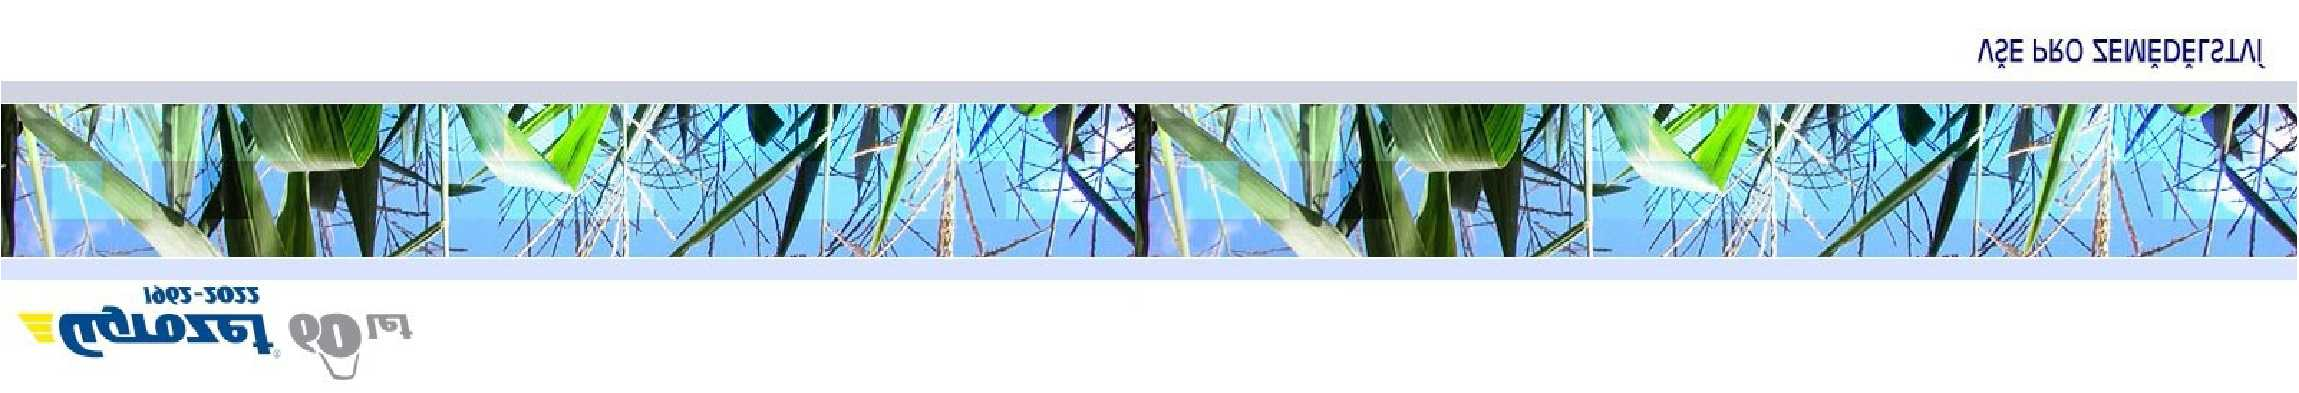 agrozet® 60 let
1962-2022
VŠE PRO ZEMĚDĚLSTVÍ